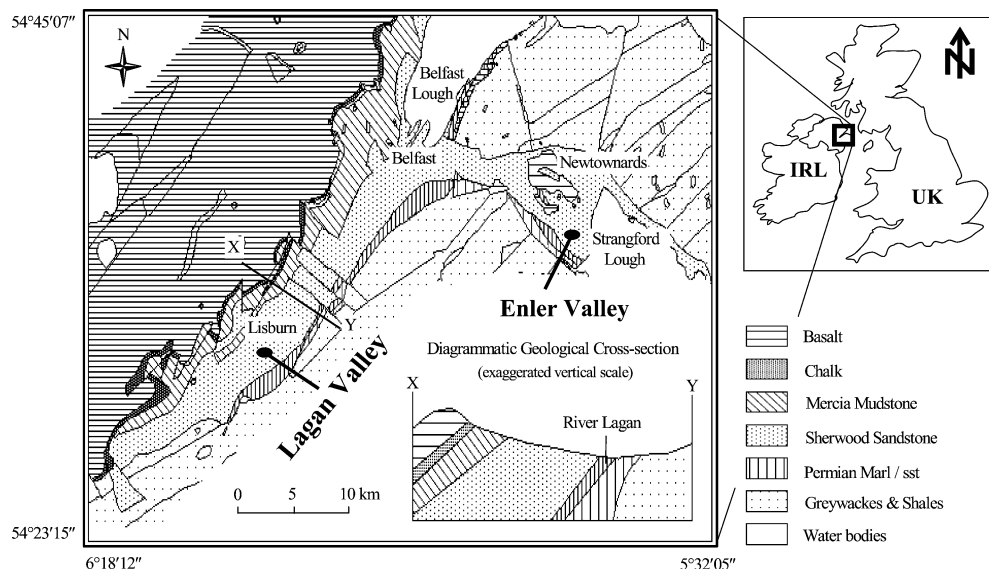 54°45′07″
N
Belfast
Lough
Belfast
Newtownards
X
Strangford
Lough
Enler Valley
Lisburn
Y
Lagan Valley
Diagrammatic Geological Cross-section
(exaggerated vertical scale)
X
Y
River Lagan
0 5 10 km
54°23′15″
6°18′12″
5°32′05″
N
IRL
UK
Basalt
Chalk
Mercia Mudstone
Sherwood Sandstone
Permian Marl / sst
Greywackes & Shales
Water bodies